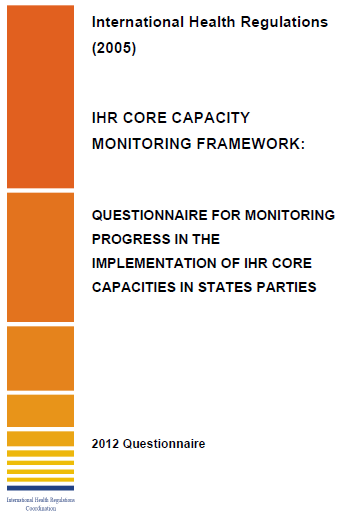 International Health Regulations
(2005)
IHR CORE CAPACITY
MONITORING FRAMEWORK:
QUESTIONNAIRE FOR MONITORING
PROGRESS IN THE
IMPLEMENTATION OF IHR CORE
CAPACITIES IN STATES PARTIES
2012 Questionnaire
International Health Regulations
Coordination